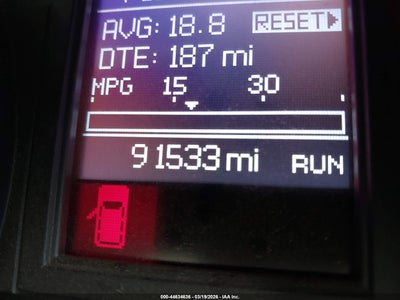 AVG: 18.8 RESET
DTE: 187 mi
MPG 15 30
91533 mi RUN
000-44634636 - 03/19/2026 - IAA Inc.